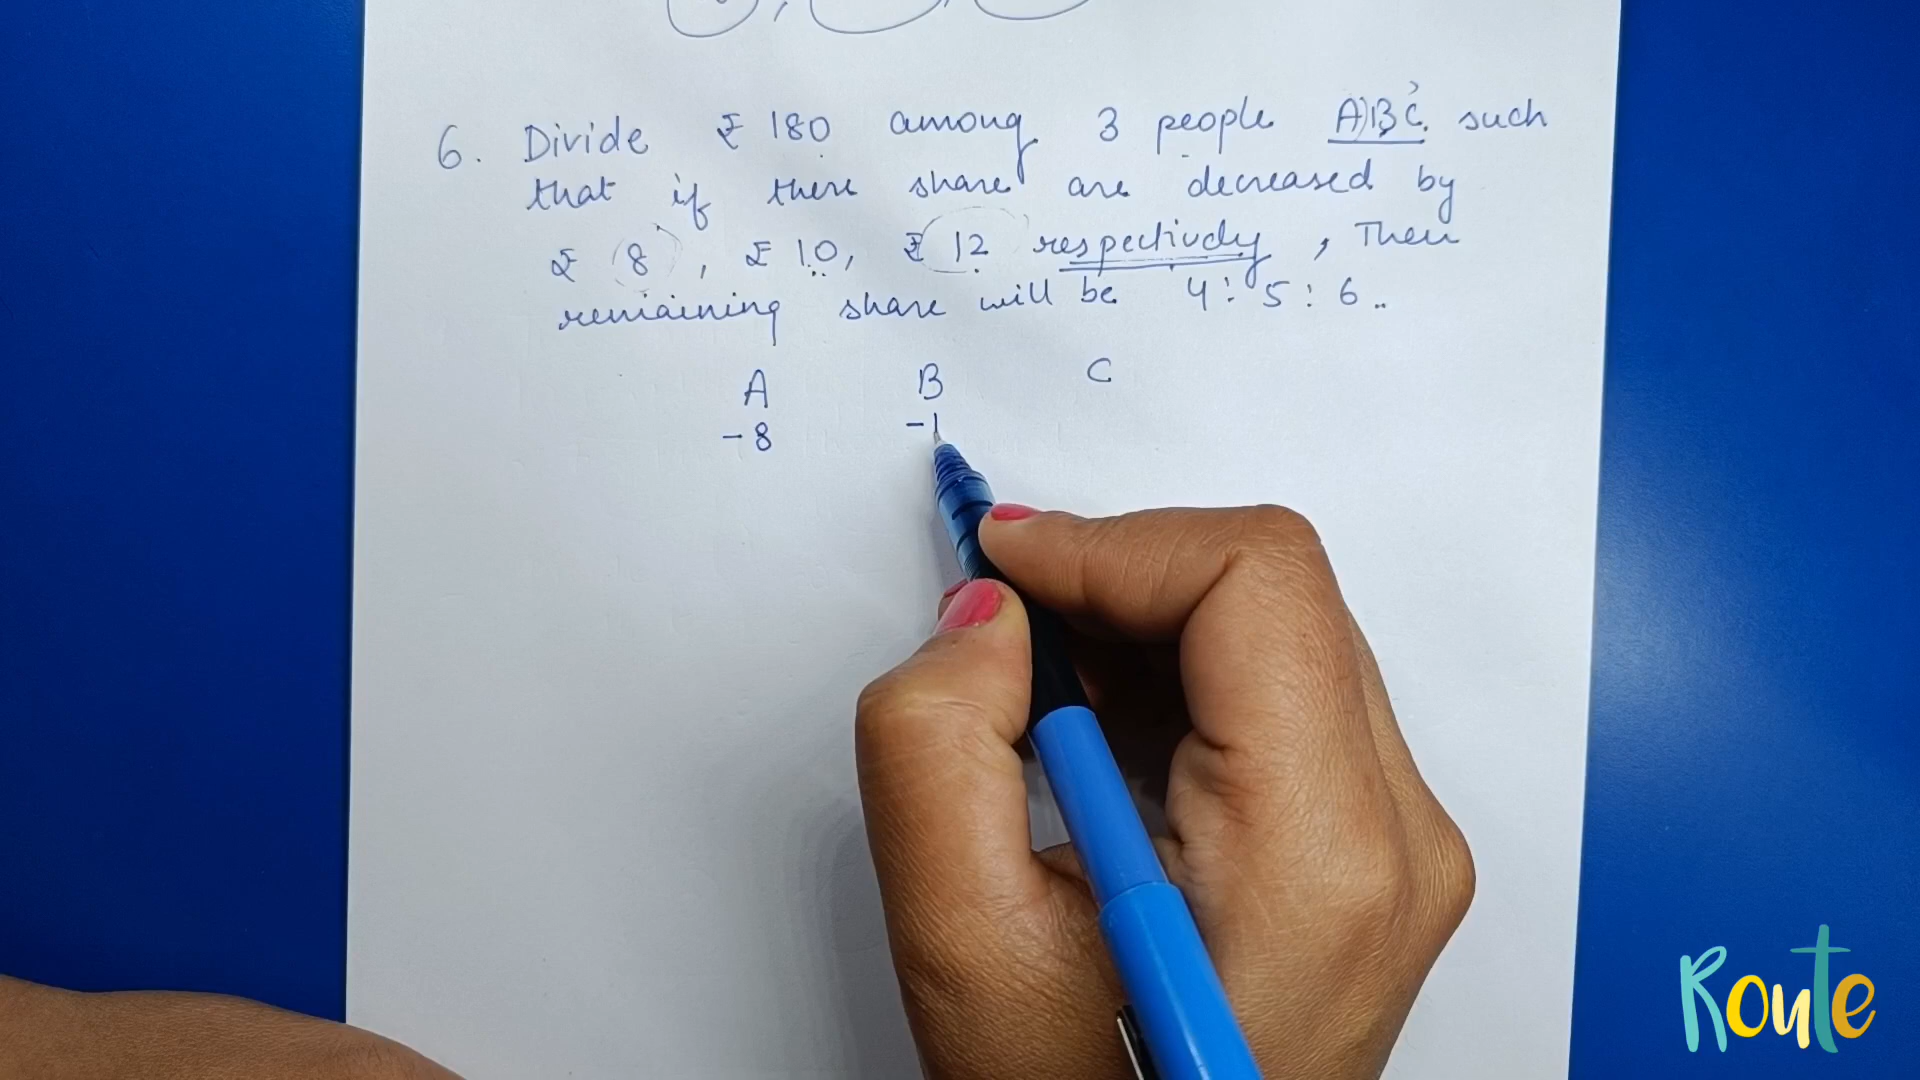 6. Divide ₹ 180 among 3 people A,B,C. such
that if there share are decreased by
₹ 8, ₹ 10, ₹ 12 respectively, Then
remaining share will be 4:5:6..
A B C
-8 -1
Route